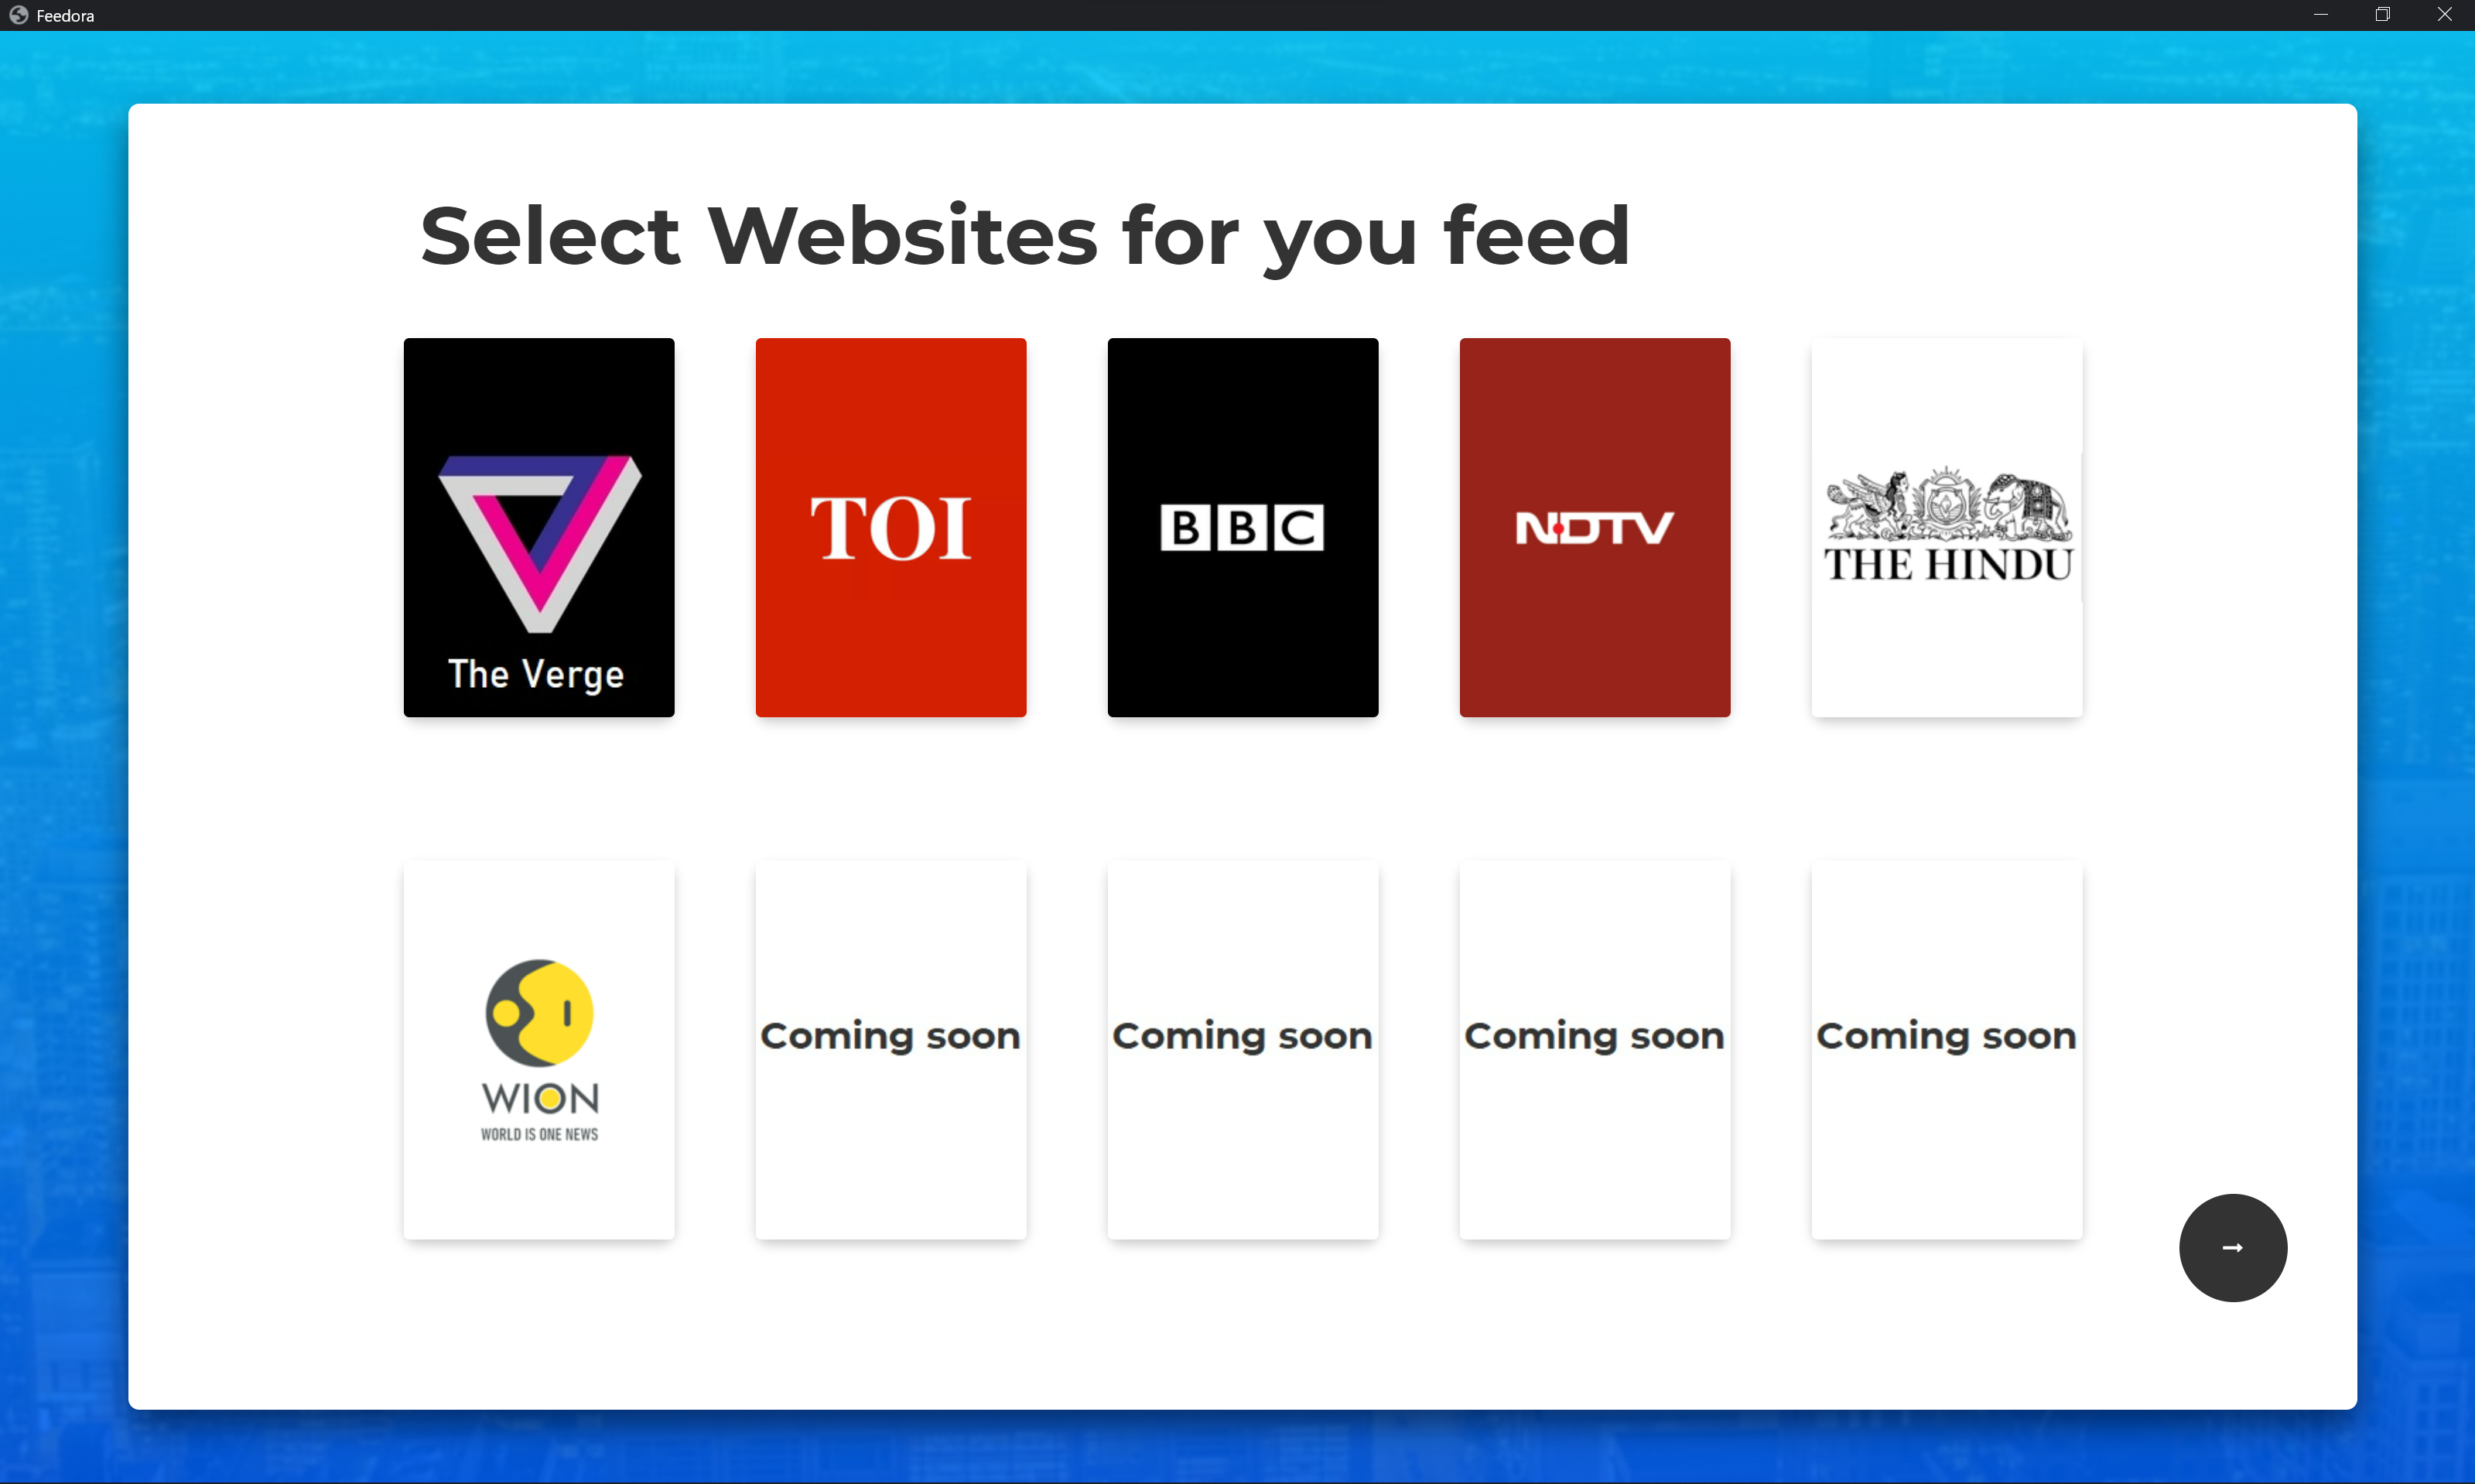 Feedora
Select Websites for you feed
The Verge
TOI
BBC
NDTV
THE HINDU
WION
WORLD IS ONE NEWS
Coming soon
Coming soon
Coming soon
Coming soon